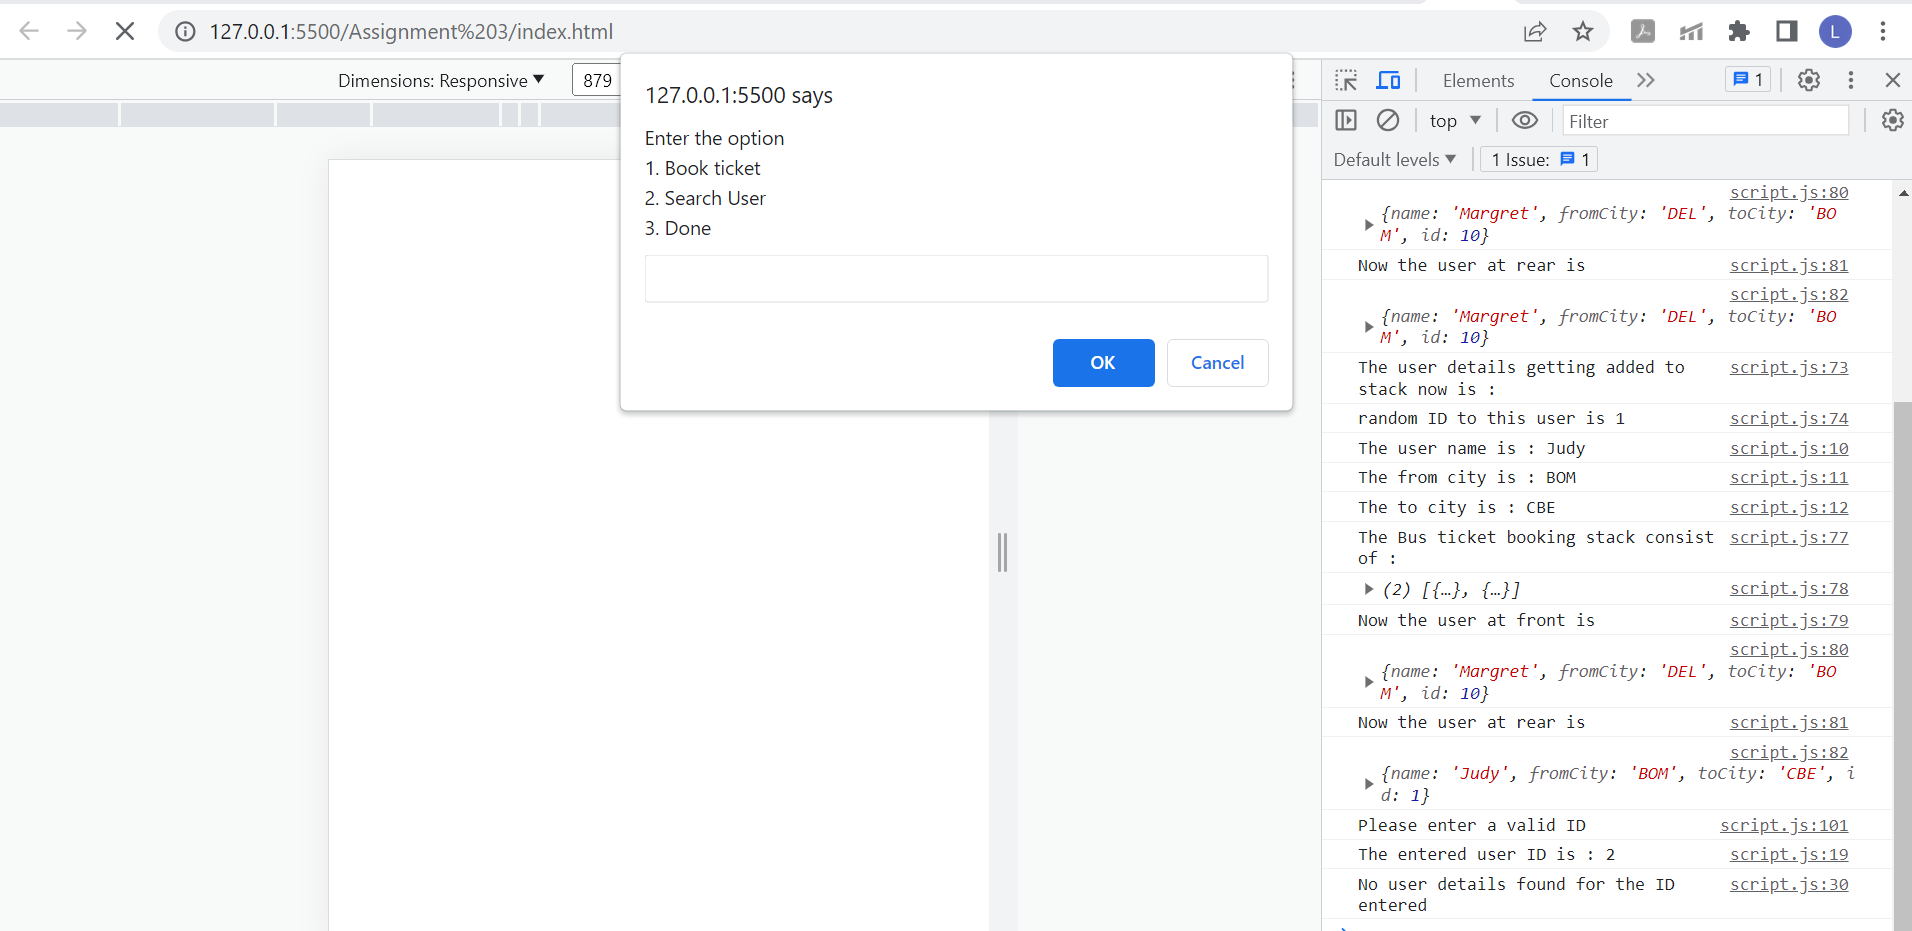 127.0.0.1:5500/Assignment%203/index.html
L
Dimensions: Responsive
879
127.0.0.1:5500 says
Enter the option
1. Book ticket
2. Search User
3. Done
OK
Cancel
Elements
Console
1
top
Filter
Default levels
1 Issue: 1
script.js:80
{name: 'Margret', fromCity: 'DEL', toCity: 'BO
M', id: 10}
Now the user at rear is script.js:81
script.js:82
{name: 'Margret', fromCity: 'DEL', toCity: 'BO
M', id: 10}
The user details getting added to script.js:73
stack now is :
random ID to this user is 1 script.js:74
The user name is : Judy script.js:10
The from city is : BOM script.js:11
The to city is : CBE script.js:12
The Bus ticket booking stack consist script.js:77
of :
(2) [{…}, {…}] script.js:78
Now the user at front is script.js:79
script.js:80
{name: 'Margret', fromCity: 'DEL', toCity: 'BO
M', id: 10}
Now the user at rear is script.js:81
script.js:82
{name: 'Judy', fromCity: 'BOM', toCity: 'CBE', i
d: 1}
Please enter a valid ID script.js:101
The entered user ID is : 2 script.js:19
No user details found for the ID script.js:30
entered